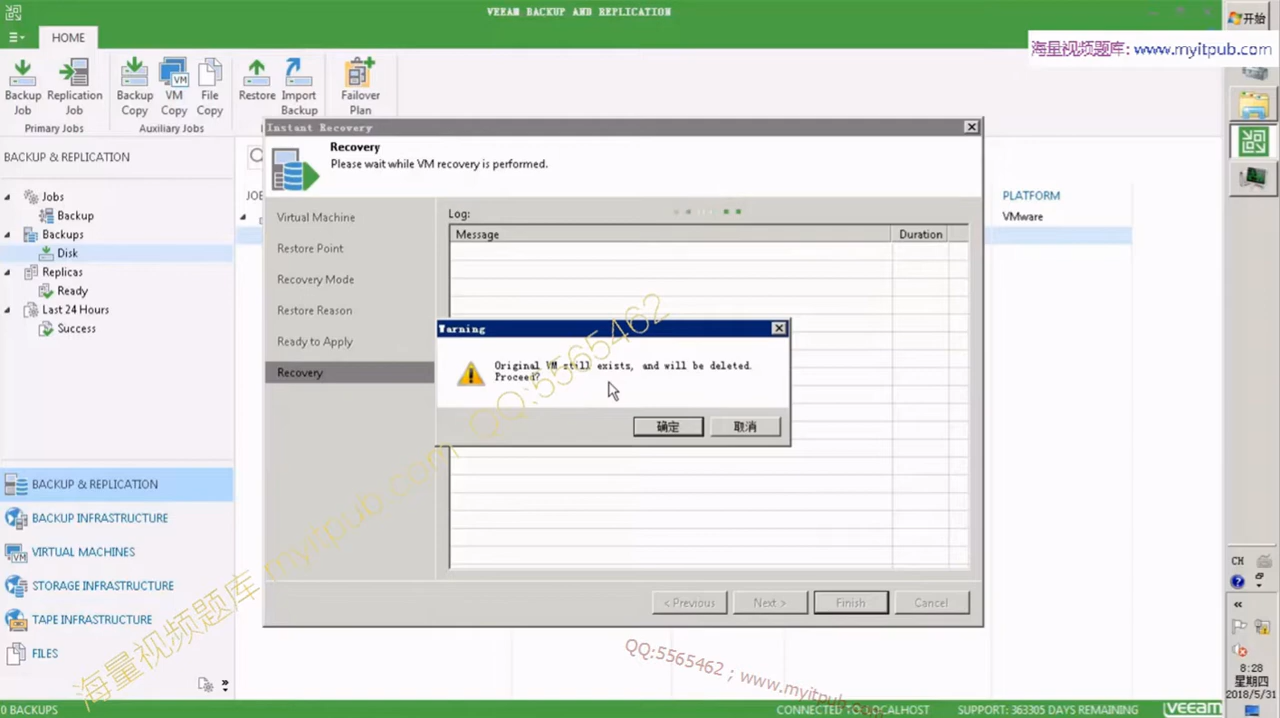 VEEAM BACKUP AND REPLICATION
开始
HOME
海量视频题库: www.myitpub.com
Backup Job
Replication Job
Backup Copy
VM Copy
File Copy
Restore
Import Backup
Failover Plan
Primary Jobs
Auxiliary Jobs
Instant Recovery
Recovery
Please wait while VM recovery is performed.
BACKUP & REPLICATION
Jobs
Backup
Backups
Disk
Replicas
Ready
Last 24 Hours
Success
PLATFORM
VMware
Virtual Machine
Restore Point
Recovery Mode
Restore Reason
Ready to Apply
Recovery
Log:
Message
Duration
Warning
Original VM still exists, and will be deleted.
Proceed?
确定
取消
< Previous
Next >
Finish
Cancel
BACKUP & REPLICATION
BACKUP INFRASTRUCTURE
VIRTUAL MACHINES
STORAGE INFRASTRUCTURE
TAPE INFRASTRUCTURE
FILES
海量视频题库 myitpub.com QQ:5565462
QQ:5565462 ; www.myitpub.com
CH
8:28
星期四
2018/5/31
0 BACKUPS
CONNECTED TO: LOCALHOST
SUPPORT: 363305 DAYS REMAINING
VEEAM